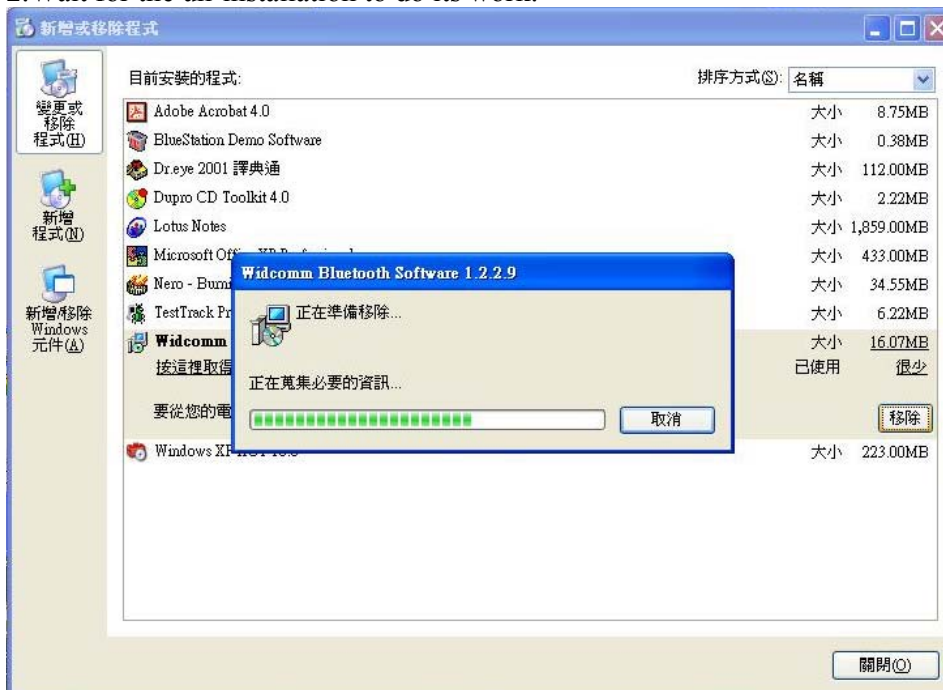 2.Wait for the un-installation to do its work.
新增或移除程式
變更或
移除
程式(H)
新增
程式(N)
新增/移除
Windows
元件(A)
目前安裝的程式:
排序方式(S): 名稱
Adobe Acrobat 4.0 大小 8.75MB
BlueStation Demo Software 大小 0.38MB
Dr.eye 2001 譯典通 大小 112.00MB
Dupro CD Toolkit 4.0 大小 2.22MB
Lotus Notes 大小 1,859.00MB
Microsoft 大小 433.00MB
Nero - 大小 34.55MB
TestTrack 大小 6.22MB
Widcomm 大小 16.07MB
按這裡取得 已使用 很少
要從您的電 移除
Windows 大小 223.00MB
Widcomm Bluetooth Software 1.2.2.9
正在準備移除...
正在蒐集必要的資訊...
取消
關閉(O)